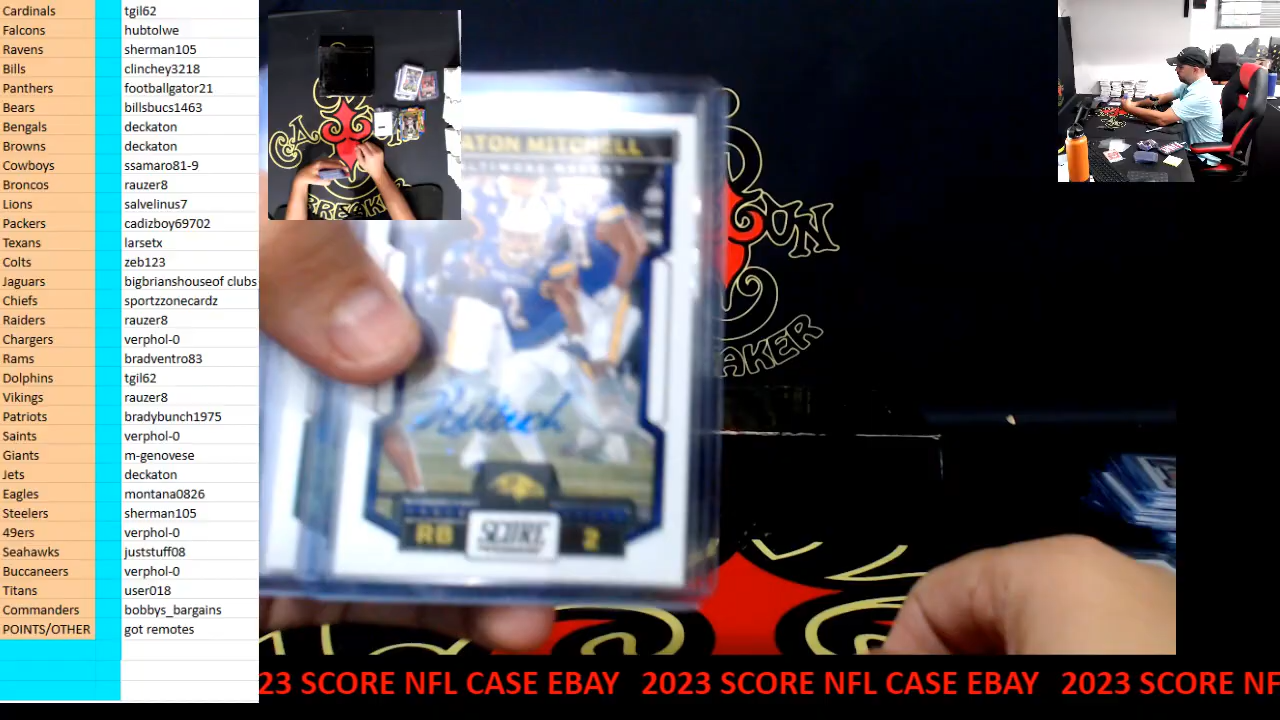 Cardinals tgil62
Falcons hubtolwe
Ravens sherman105
Bills clinchey3218
Panthers footballgator21
Bears billsbucs1463
Bengals deckaton
Browns deckaton
Cowboys ssamaro81-9
Broncos rauzer8
Lions salvelinus7
Packers cadizboy69702
Texans larsetx
Colts zeb123
Jaguars bigbrianshouseof clubs
Chiefs sportzzonecardz
Raiders rauzer8
Chargers verphol-0
Rams bradventro83
Dolphins tgil62
Vikings rauzer8
Patriots bradybunch1975
Saints verphol-0
Giants m-genovese
Jets deckaton
Eagles montana0826
Steelers sherman105
49ers verphol-0
Seahawks juststuff08
Buccaneers verphol-0
Titans user018
Commanders bobbys_bargains
POINTS/OTHER got remotes
ATON MITCHELL
RB SCORE 2
BREAKER
UN
AKER
23 SCORE NFL CASE EBAY 2023 SCORE NFL CASE EBAY 2023 SCORE NF